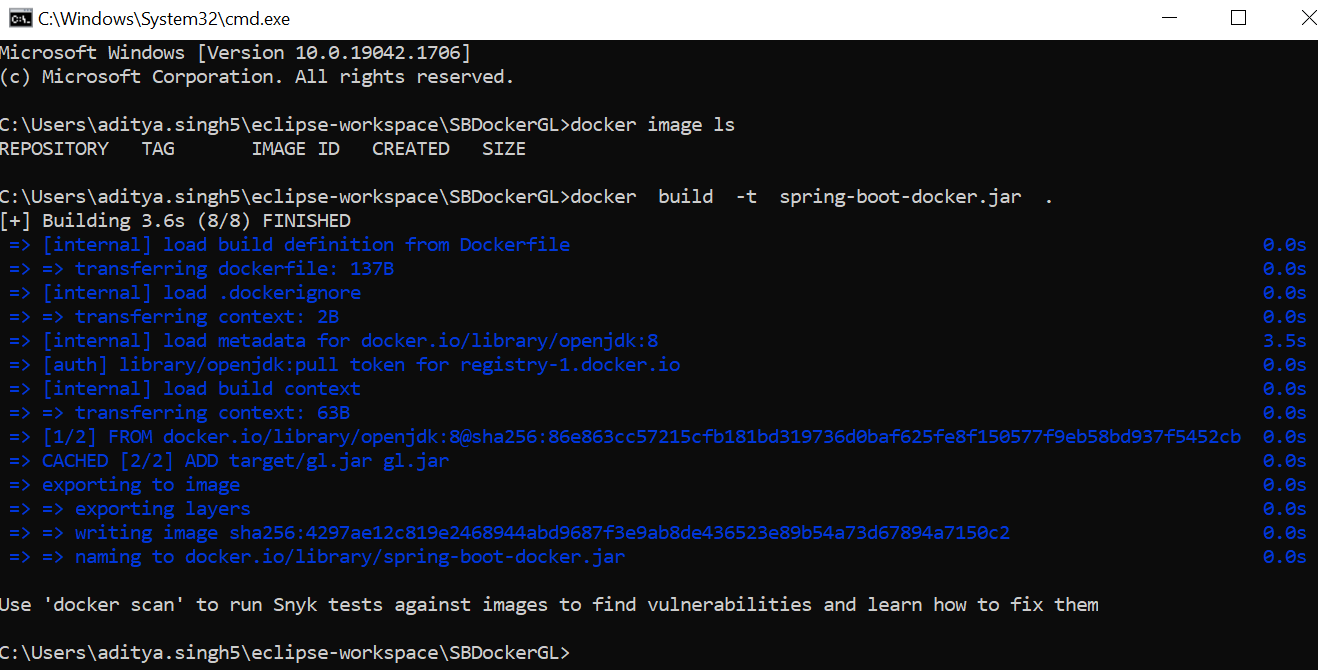 C:\Windows\System32\cmd.exe
Microsoft Windows [Version 10.0.19042.1706]
(c) Microsoft Corporation. All rights reserved.
C:\Users\aditya.singh5\eclipse-workspace\SBDockerGL>docker image ls
REPOSITORY   TAG       IMAGE ID   CREATED   SIZE
C:\Users\aditya.singh5\eclipse-workspace\SBDockerGL>docker  build  -t  spring-boot-docker.jar  .
[+] Building 3.6s (8/8) FINISHED
=> [internal] load build definition from Dockerfile 0.0s
=> => transferring dockerfile: 137B 0.0s
=> [internal] load .dockerignore 0.0s
=> => transferring context: 2B 0.0s
=> [internal] load metadata for docker.io/library/openjdk:8 3.5s
=> [auth] library/openjdk:pull token for registry-1.docker.io 0.0s
=> [internal] load build context 0.0s
=> => transferring context: 63B 0.0s
=> [1/2] FROM docker.io/library/openjdk:8@sha256:86e863cc57215cfb181bd319736d0baf625fe8f150577f9eb58bd937f5452cb 0.0s
=> CACHED [2/2] ADD target/gl.jar gl.jar 0.0s
=> exporting to image 0.0s
=> => exporting layers 0.0s
=> => writing image sha256:4297ae12c819e2468944abd9687f3e9ab8de436523e89b54a73d67894a7150c2 0.0s
=> => naming to docker.io/library/spring-boot-docker.jar 0.0s
Use 'docker scan' to run Snyk tests against images to find vulnerabilities and learn how to fix them
C:\Users\aditya.singh5\eclipse-workspace\SBDockerGL>